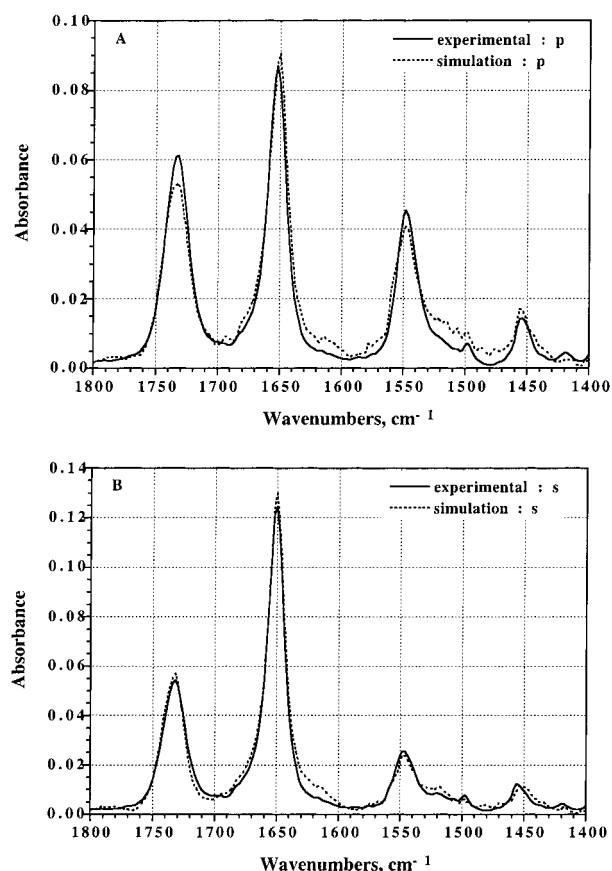 A
experimental : p
simulation : p
0.10
0.08
0.06
0.04
0.02
0.00
Absorbance
1800 1750 1700 1650 1600 1550 1500 1450 1400
Wavenumbers, cm- 1
B
experimental : s
simulation : s
0.14
0.12
0.10
0.08
0.06
0.04
0.02
0.00
Absorbance
1800 1750 1700 1650 1600 1550 1500 1450 1400
Wavenumbers, cm- 1